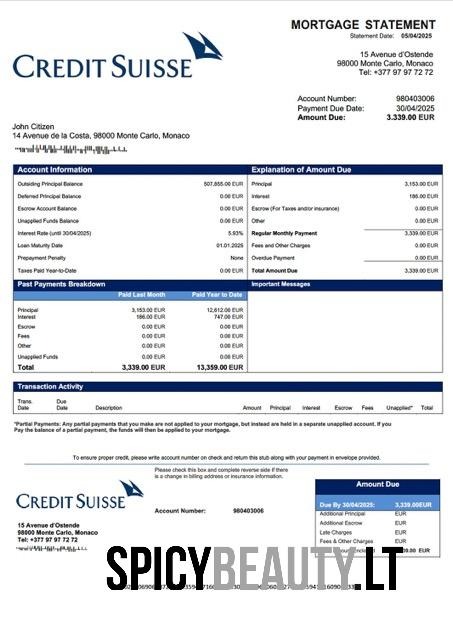 MORTGAGE STATEMENT
Statement Date: 05/04/2025
CREDIT SUISSE
15 Avenue d'Ostende
98000 Monte Carlo, Monaco
Tel: +377 97 97 72 72
Account Number: 980403006
Payment Due Date: 30/04/2025
Amount Due: 3.339.00 EUR
John Citizen
14 Avenue de la Costa, 98000 Monte Carlo, Monaco
Account Information
Outsiding Principal Balance 507,855.00 EUR
Deferred Principal Balance 0.00 EUR
Escrow Account Balance 0.00 EUR
Unapplied Funds Balance 0.00 EUR
Interest Rate (until 30/04/2025) 5.93%
Loan Maturity Date 01.01.2025
Prepayment Penalty None
Taxes Paid Year-to-Date 0.00 EUR
Explanation of Amount Due
Principal 3,153.00 EUR
Interest 186.00 EUR
Escrow (For Taxes and/or insurance) 0.00 EUR
Other 0.00 EUR
Regular Monthly Payment 3,339.00 EUR
Fees and Other Charges 0.00 EUR
Overdue Payment 0.00 EUR
Total Amount Due 3,339.00 EUR
Past Payments Breakdown
Paid Last Month Paid Year to Date
Principal 3,153.00 EUR 12,612.00 EUR
Interest 186.00 EUR 747.00 EUR
Escrow 0.00 EUR 0.00 EUR
Fees 0.00 EUR 0.00 EUR
Other 0.00 EUR 0.00 EUR
Unapplied Funds 0.00 EUR 0.00 EUR
Total 3,339.00 EUR 13,359.00 EUR
Important Messages
Transaction Activity
Trans. Date Due Date Description Amount Principal Interest Escrow Fees Unapplied* Total
*Partial Payments: Any partial payments that you make are not applied to your mortgage, but instead are held in a separate unapplied account. If you
Pay the balance of a partial payment, the funds will then be applied to your mortgage.
To ensure proper credit, please write account number on check and return this stub along with your payment in envelope provided.
Please check this box and complete reverse side if there
is a change in billing address or insurance information.
CREDIT SUISSE
Account Number: 980403006
15 Avenue d'Ostende
98000 Monte Carlo, Monaco
Tel: +377 97 97 72 72
Amount Due
Due By 30/04/2025: 3,339.00EUR
Additional Principal EUR
Additional Escrow EUR
Late Charges EUR
Fees & Other Charges EUR
SPICYBEAUTY.LT